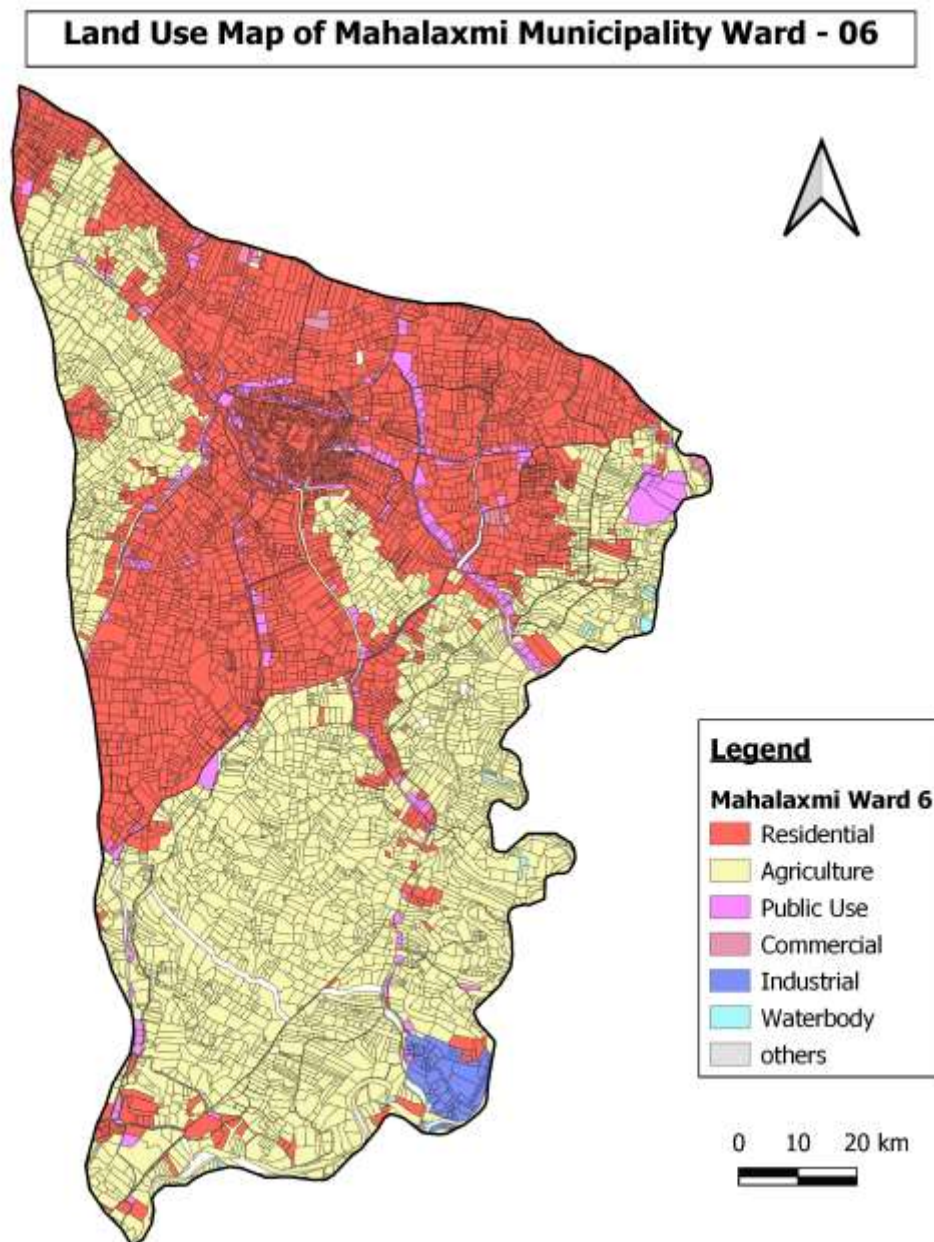 Land Use Map of Mahalaxmi Municipality Ward - 06
Legend
Mahalaxmi Ward 6
Residential
Agriculture
Public Use
Commercial
Industrial
Waterbody
others
0 10 20 km